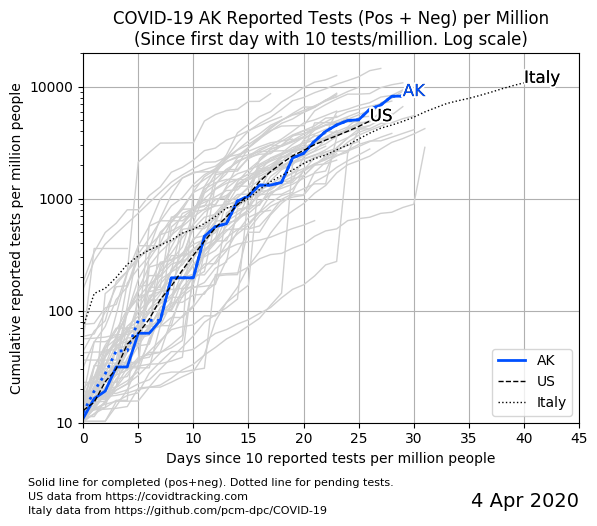 COVID-19 AK Reported Tests (Pos + Neg) per Million
(Since first day with 10 tests/million. Log scale)
Cumulative reported tests per million people
10000
1000
100
10
Italy
AK
US
AK
US
Italy
0 5 10 15 20 25 30 35 40 45
Days since 10 reported tests per million people
Solid line for completed (pos+neg). Dotted line for pending tests.
US data from https://covidtracking.com
Italy data from https://github.com/pcm-dpc/COVID-19
4 Apr 2020